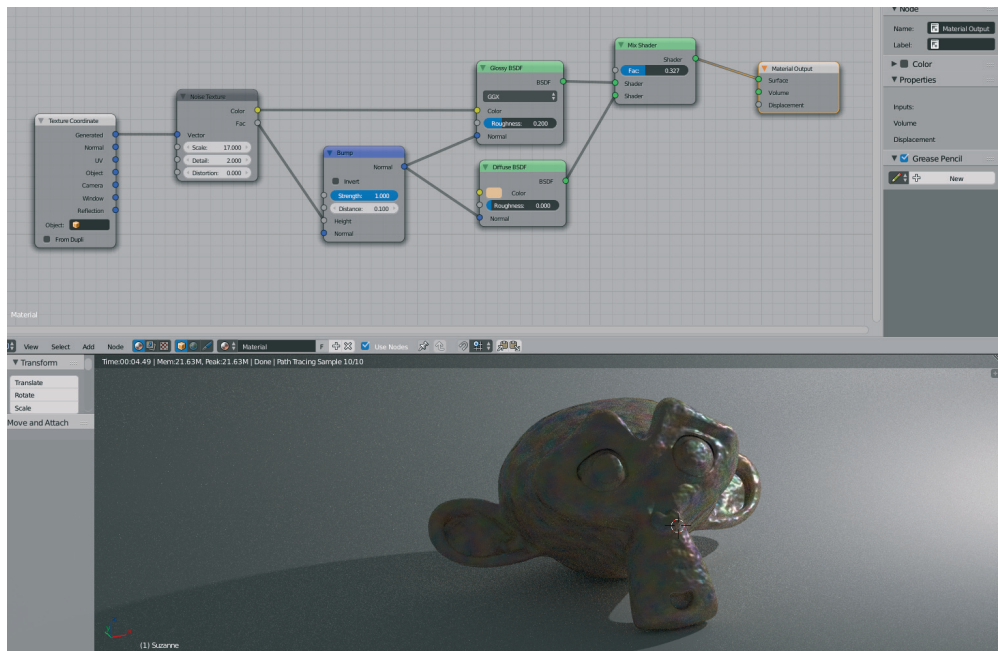 Node
Name: Material Output
Label:
Color
Properties
Inputs:
Volume
Displacement
Grease Pencil
New
Texture Coordinate
Generated
Normal
UV
Object
Camera
Window
Reflection
Object:
From Dupli
Noise Texture
Color
Fac
Vector
Scale: 17.000
Detail: 2.000
Distortion: 0.000
Bump
Normal
Invert
Strength: 1.000
Distance: 0.100
Height
Normal
Glossy BSDF
BSDF
GGX
Color
Roughness: 0.200
Normal
Diffuse BSDF
BSDF
Color
Roughness: 0.000
Normal
Mix Shader
Shader
Fac: 0.327
Shader
Shader
Material Output
Surface
Volume
Displacement
Material
View Select Add Node Material F Use Nodes
Transform
Translate
Rotate
Scale
Move and Attach
Time:00:04.49 | Mem:21.63M, Peak:21.63M | Done | Path Tracing Sample 10/10
(1) Suzanne